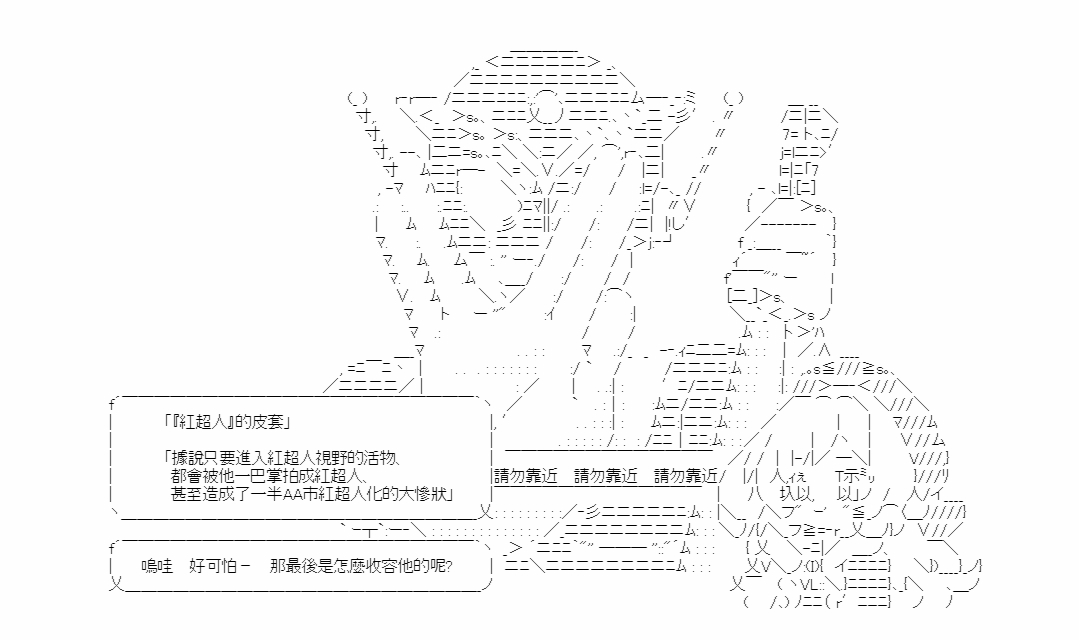 「『紅超人』的皮套」
「據說只要進入紅超人視野的活物、
都會被他一巴掌拍成紅超人、
甚至造成了一半AA市紅超人化的大慘狀」
請勿靠近　請勿靠近　請勿靠近
嗚哇　好可怕－　那最後是怎麼收容他的呢?